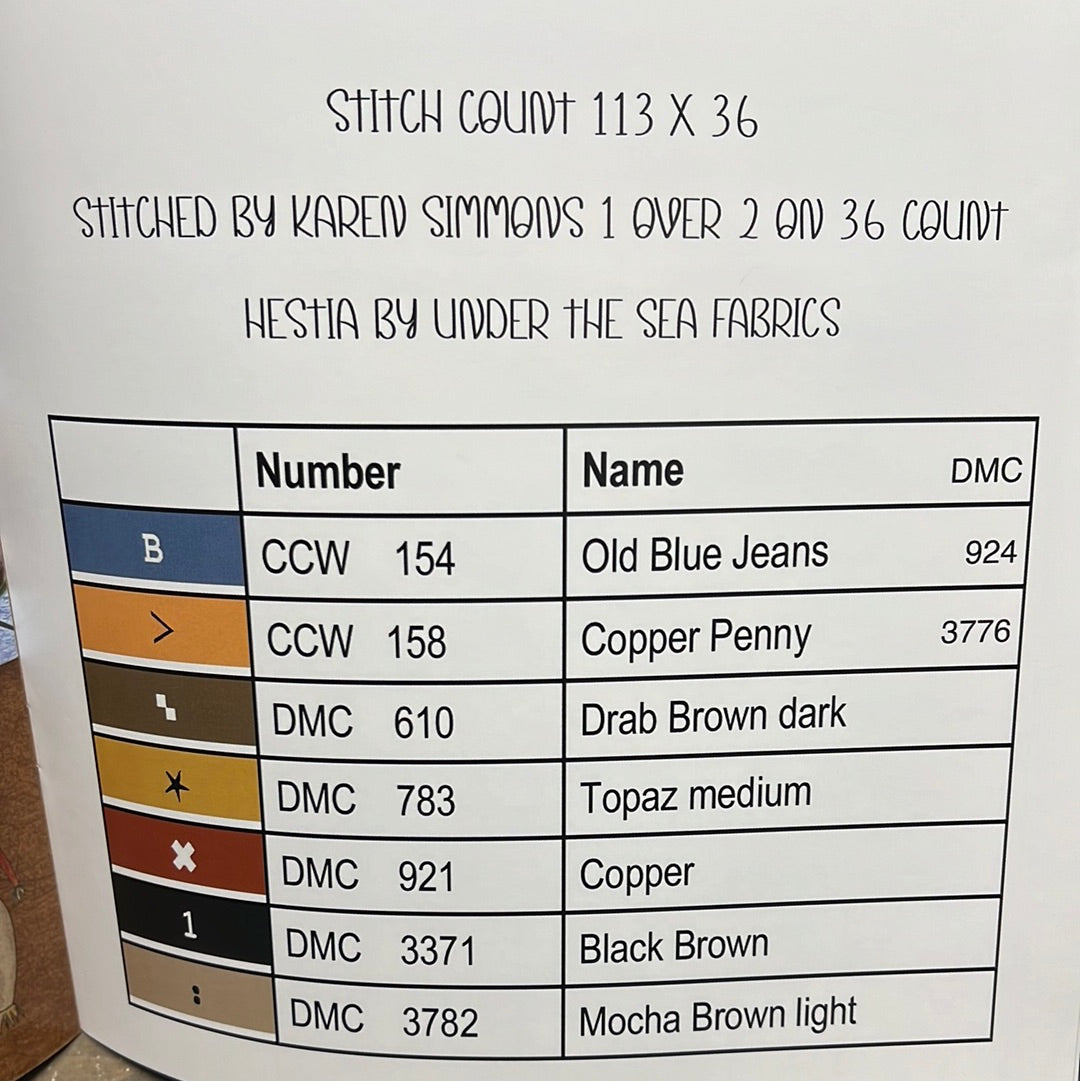 STITCH COUNT 113 X 36
STITCHED BY KAREN SIMMONS 1 OVER 2 ON 36 COUNT
HESTIA BY UNDER THE SEA FABRICS
Number Name DMC
B CCW 154 Old Blue Jeans 924
> CCW 158 Copper Penny 3776
DMC 610 Drab Brown dark
DMC 783 Topaz medium
DMC 921 Copper
1 DMC 3371 Black Brown
: DMC 3782 Mocha Brown light